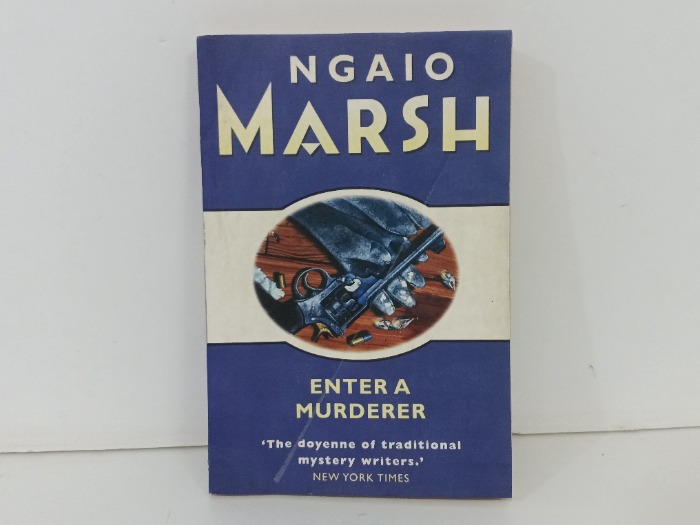 NGAIO
MARSH
ENTER A
MURDERER
‘The doyenne of traditional
mystery writers.’
NEW YORK TIMES